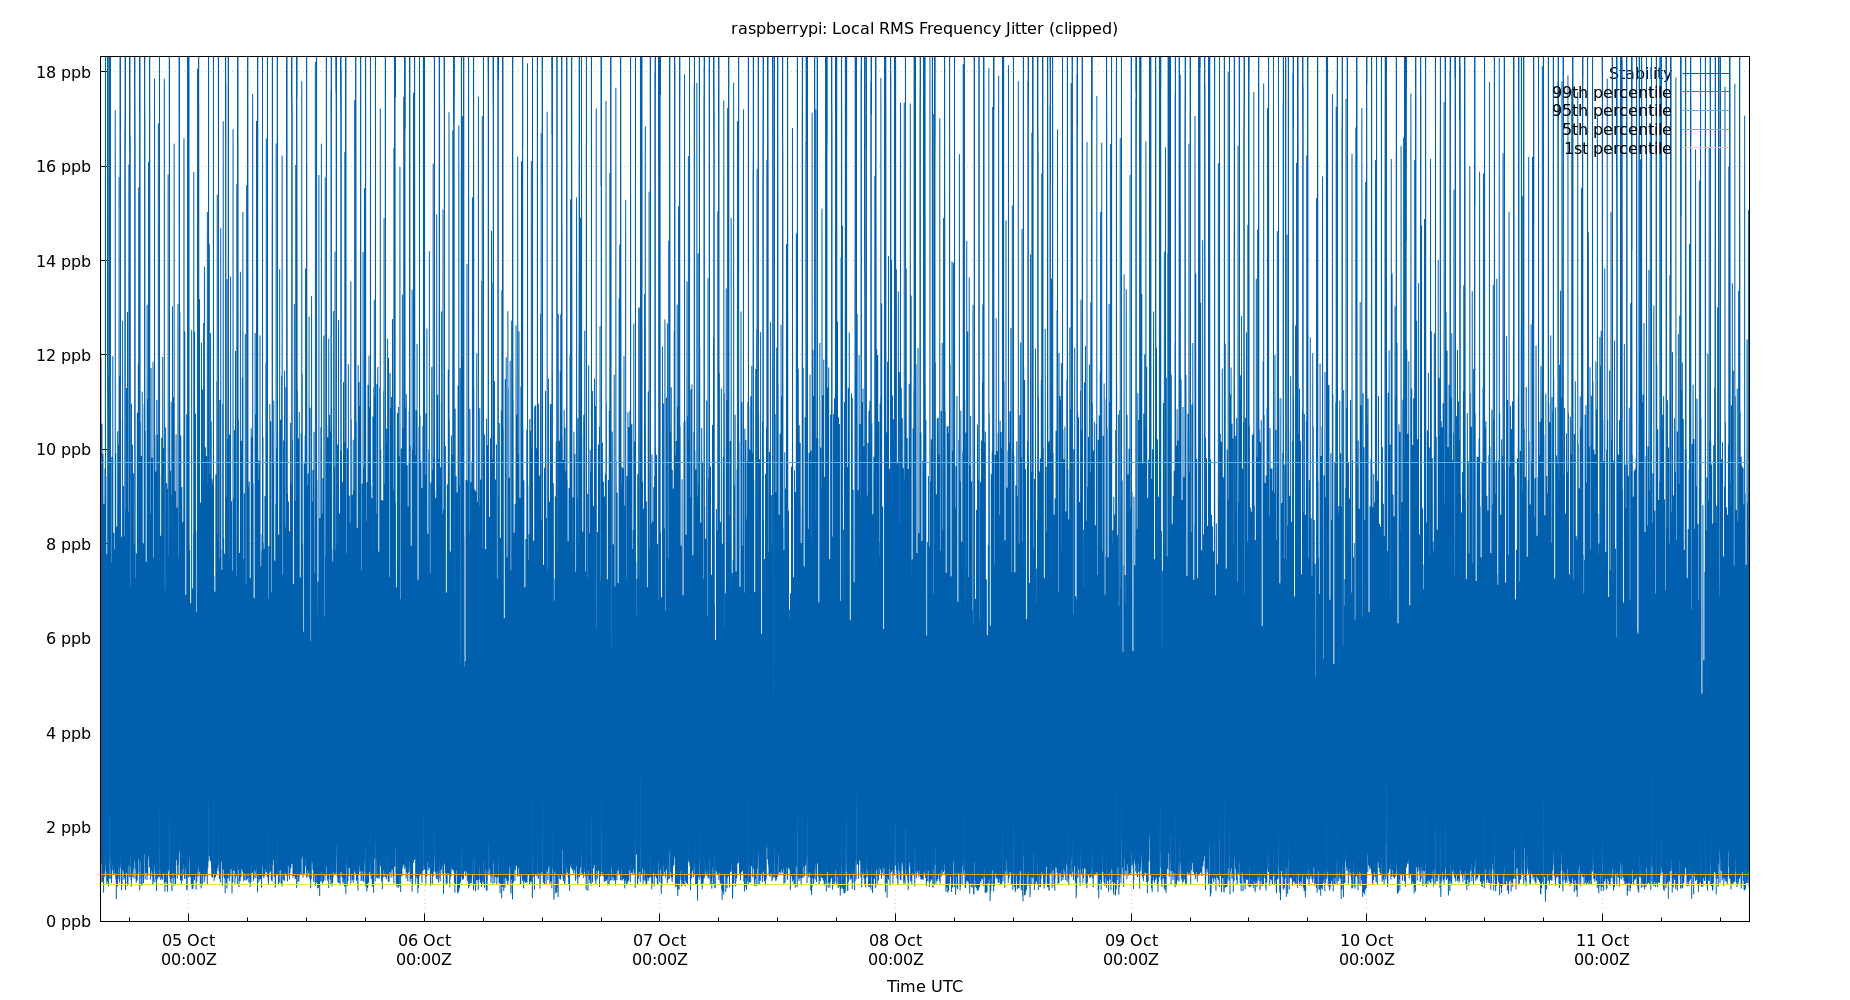 raspberrypi: Local RMS Frequency Jitter (clipped)
18 ppb
16 ppb
14 ppb
12 ppb
10 ppb
8 ppb
6 ppb
4 ppb
2 ppb
0 ppb
Stability
99th percentile
95th percentile
5th percentile
1st percentile
05 Oct
00:00Z
06 Oct
00:00Z
07 Oct
00:00Z
08 Oct
00:00Z
09 Oct
00:00Z
10 Oct
00:00Z
11 Oct
00:00Z
Time UTC